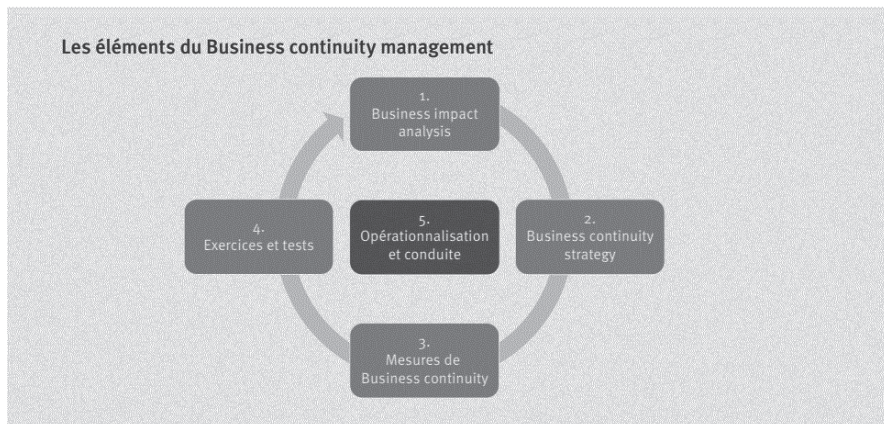 Les éléments du Business continuity management
1.
Business impact
analysis
4.
Exercices et tests
5.
Opérationnalisation
et conduite
2.
Business continuity
strategy
3.
Mesures de
Business continuity